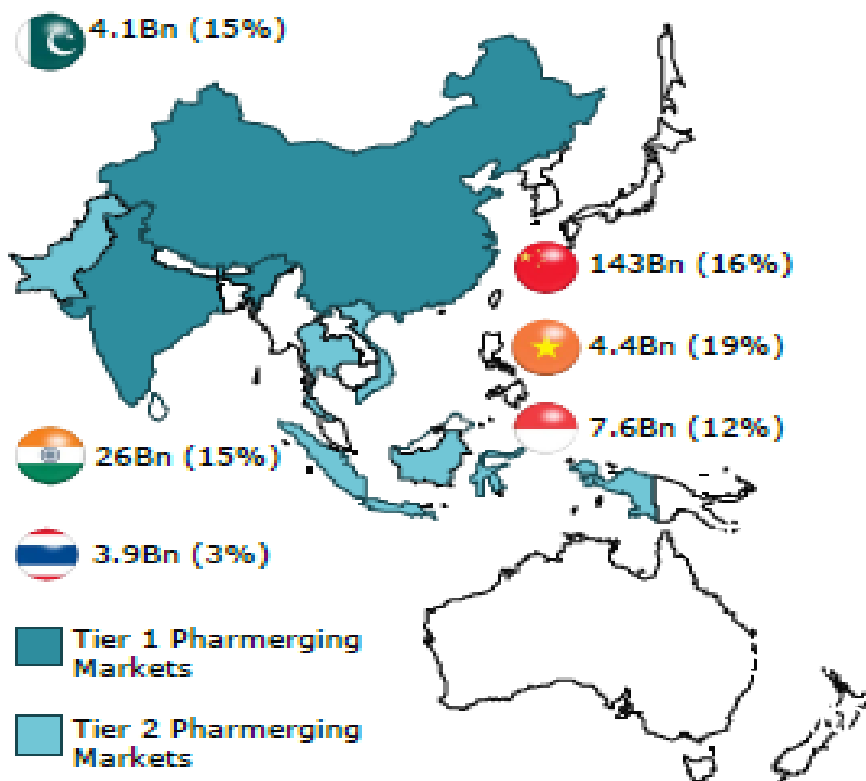 4.1Bn (15%)
143Bn (16%)
4.4Bn (19%)
7.6Bn (12%)
26Bn (15%)
3.9Bn (3%)
Tier 1 Pharmerging
Markets
Tier 2 Pharmerging
Markets